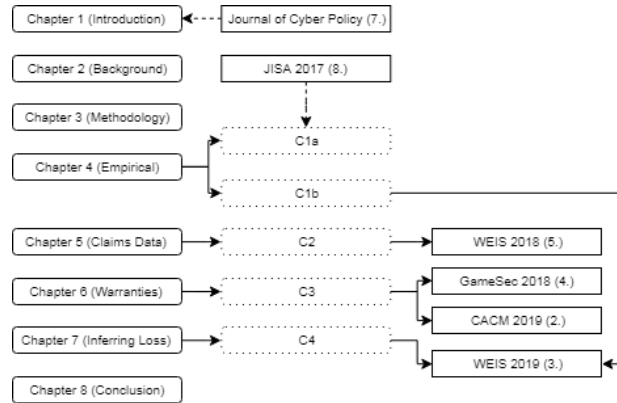 Chapter 1 (Introduction)
Journal of Cyber Policy (7.)
Chapter 2 (Background)
JISA 2017 (8.)
Chapter 3 (Methodology)
C1a
Chapter 4 (Empirical)
C1b
Chapter 5 (Claims Data)
C2
WEIS 2018 (5.)
GameSec 2018 (4.)
Chapter 6 (Warranties)
C3
CACM 2019 (2.)
Chapter 7 (Inferring Loss)
C4
WEIS 2019 (3.)
Chapter 8 (Conclusion)